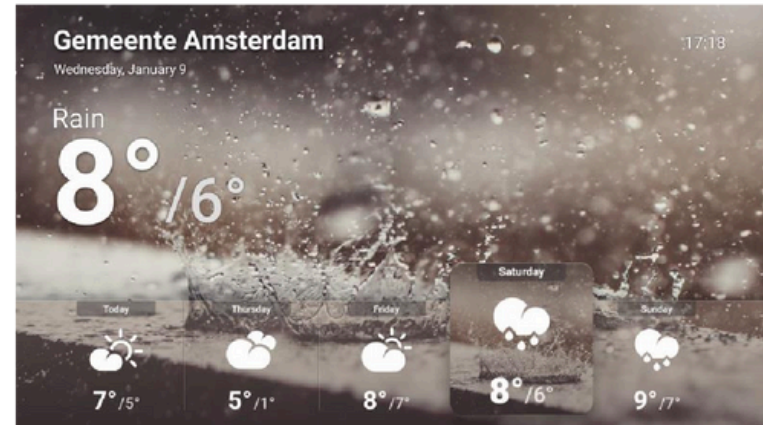 Gemeente Amsterdam
17:18
Wednesday, January 9
Rain
8°/6°
Today
Thursday
Friday
Saturday
Sunday
7°/5°
5°/1°
8°/7°
8°/6°
9°/7°